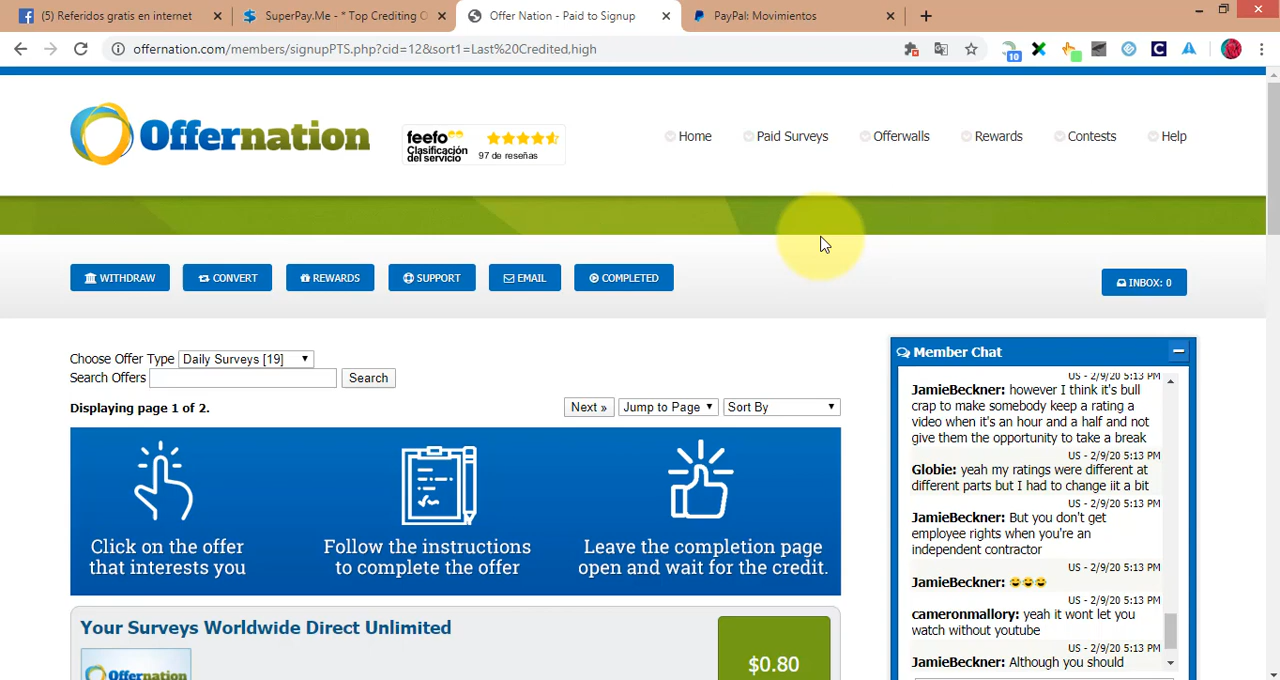 (5) Referidos gratis en internet
SuperPay.Me - * Top Crediting O
Offer Nation - Paid to Signup
PayPal: Movimientos
offernation.com/members/signupPTS.php?cid=12&sort1=Last%20Credited,high
10
C
Offernation
feefo
Clasificación
del servicio
97 de reseñas
Home
Paid Surveys
Offerwalls
Rewards
Contests
Help
WITHDRAW
CONVERT
REWARDS
SUPPORT
EMAIL
COMPLETED
INBOX: 0
Choose Offer Type
Daily Surveys [19]
Search Offers
Search
Displaying page 1 of 2.
Next »
Jump to Page
Sort By
Click on the offer
that interests you
Follow the instructions
to complete the offer
Leave the completion page
open and wait for the credit.
Your Surveys Worldwide Direct Unlimited
Offernation
$0.80
Member Chat
US - 2/9/20 5:13 PM
JamieBeckner: however I think it's bull
crap to make somebody keep a rating a
video when it's an hour and a half and not
give them the opportunity to take a break
US - 2/9/20 5:13 PM
Globie: yeah my ratings were different at
different parts but I had to change iit a bit
US - 2/9/20 5:13 PM
JamieBeckner: But you don't get
employee rights when you're an
independent contractor
US - 2/9/20 5:13 PM
JamieBeckner: 😂😂😂
US - 2/9/20 5:13 PM
cameronmallory: yeah it wont let you
watch without youtube
US - 2/9/20 5:13 PM
JamieBeckner: Although you should